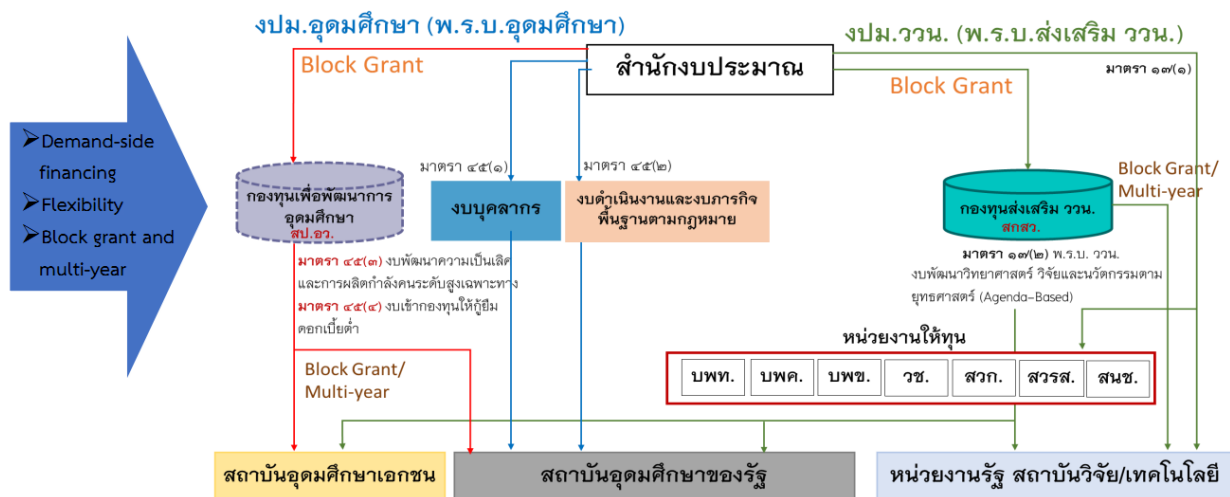 งปม.อุดมศึกษา (พ.ร.บ.อุดมศึกษา)
งปม.ววน. (พ.ร.บ.ส่งเสริม ววน.)
Block Grant
สำนักงบประมาณ
Block Grant
มาตรา ๑๗(๑)
➢Demand-side
financing
➢Flexibility
➢Block grant and
multi-year
มาตรา ๔๕(๑)
มาตรา ๔๕(๒)
กองทุนเพื่อพัฒนาการ
อุดมศึกษา
สป.อว.
งบบุคลากร
งบดำเนินงานและงบภารกิจ
พื้นฐานตามกฎหมาย
กองทุนส่งเสริม ววน.
สกสว.
Block Grant/
Multi-year
มาตรา ๔๕(๓) งบพัฒนาความเป็นเลิศ
และการผลิตกำลังคนระดับสูงเฉพาะทาง
มาตรา ๔๕(๔) งบเข้ากองทุนให้กู้ยืม
ดอกเบี้ยต่ำ
มาตรา ๑๗(๒) พ.ร.บ. ววน.
งบพัฒนาวิทยาศาสตร์ วิจัยและนวัตกรรมตาม
ยุทธศาสตร์ (Agenda-Based)
หน่วยงานให้ทุน
บพท.
บพค.
บพข.
วช.
สวก.
สวรส.
สนช.
Block Grant/
Multi-year
สถาบันอุดมศึกษาเอกชน
สถาบันอุดมศึกษาของรัฐ
หน่วยงานรัฐ สถาบันวิจัย/เทคโนโลยี